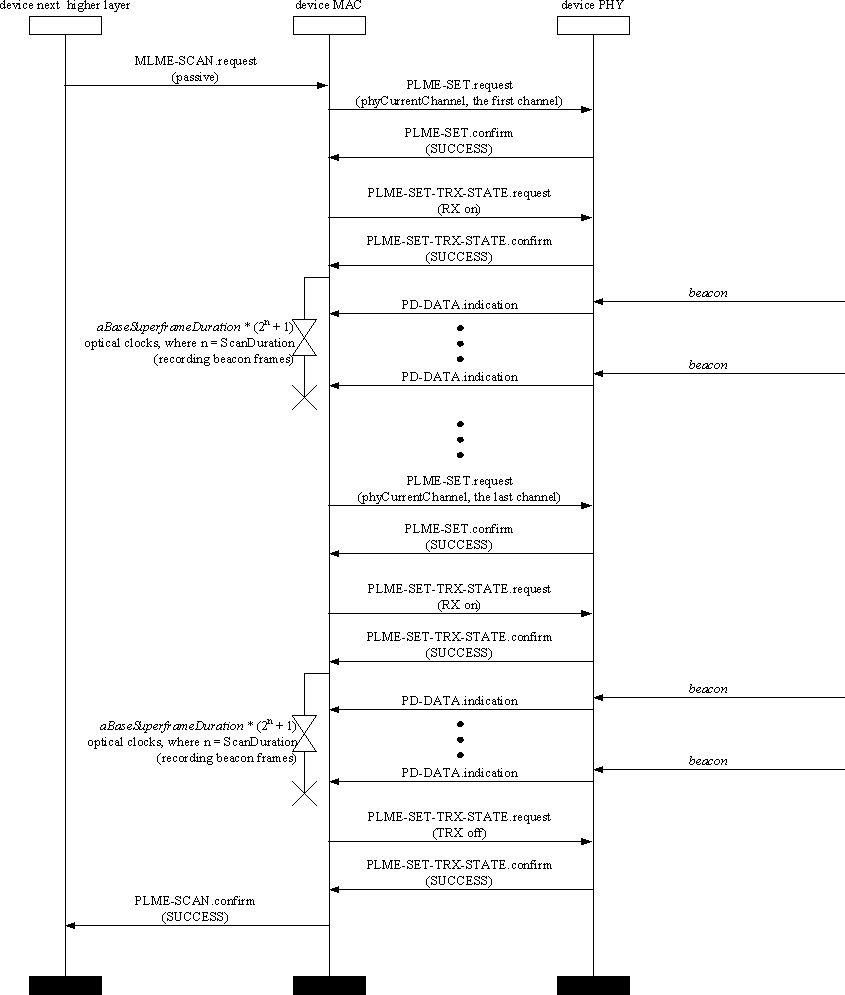 device next higher layer
device MAC
device PHY
MLME-SCAN.request
(passive)
PLME-SET.request
(phyCurrentChannel, the first channel)
PLME-SET.confirm
(SUCCESS)
PLME-SET-TRX-STATE.request
(RX on)
PLME-SET-TRX-STATE.confirm
(SUCCESS)
beacon
PD-DATA.indication
aBaseSuperframeDuration * (2^n + 1)
optical clocks, where n = ScanDuration
(recording beacon frames)
beacon
PD-DATA.indication
PLME-SET.request
(phyCurrentChannel, the last channel)
PLME-SET.confirm
(SUCCESS)
PLME-SET-TRX-STATE.request
(RX on)
PLME-SET-TRX-STATE.confirm
(SUCCESS)
beacon
PD-DATA.indication
aBaseSuperframeDuration * (2^n + 1)
optical clocks, where n = ScanDuration
(recording beacon frames)
beacon
PD-DATA.indication
PLME-SET-TRX-STATE.request
(TRX off)
PLME-SET-TRX-STATE.confirm
(SUCCESS)
PLME-SCAN.confirm
(SUCCESS)